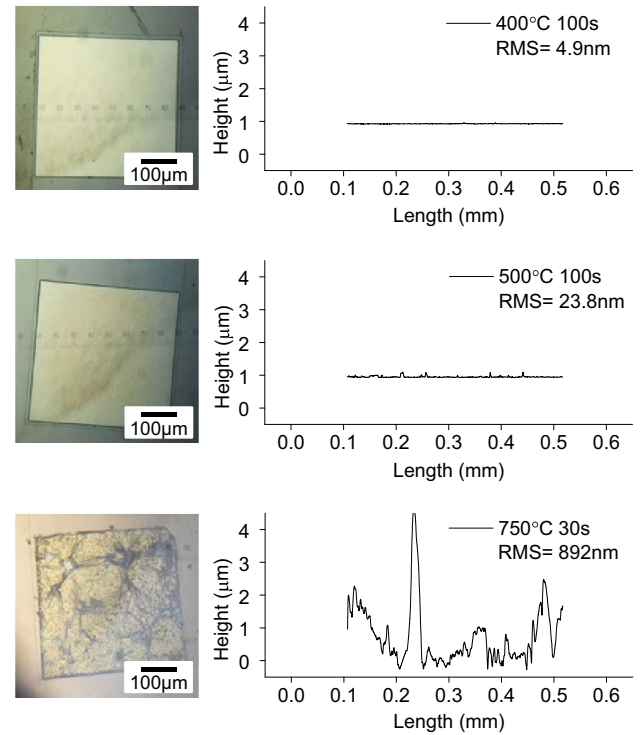 400°C 100s
RMS= 4.9nm
Height (μm)
4
3
2
1
0
0.0 0.1 0.2 0.3 0.4 0.5 0.6
Length (mm)
100μm
500°C 100s
RMS= 23.8nm
Height (μm)
4
3
2
1
0
0.0 0.1 0.2 0.3 0.4 0.5 0.6
Length (mm)
100μm
750°C 30s
RMS= 892nm
Height (μm)
4
3
2
1
0
0.0 0.1 0.2 0.3 0.4 0.5 0.6
Length (mm)
100μm